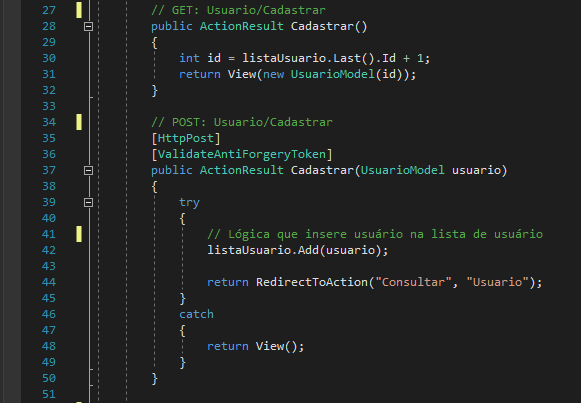 27 // GET: Usuario/Cadastrar
28 public ActionResult Cadastrar()
29 {
30 int id = listaUsuario.Last().Id + 1;
31 return View(new UsuarioModel(id));
32 }
33
34 // POST: Usuario/Cadastrar
35 [HttpPost]
36 [ValidateAntiForgeryToken]
37 public ActionResult Cadastrar(UsuarioModel usuario)
38 {
39 try
40 {
41 // Lógica que insere usuário na lista de usuário
42 listaUsuario.Add(usuario);
43
44 return RedirectToAction("Consultar", "Usuario");
45 }
46 catch
47 {
48 return View();
49 }
50 }
51